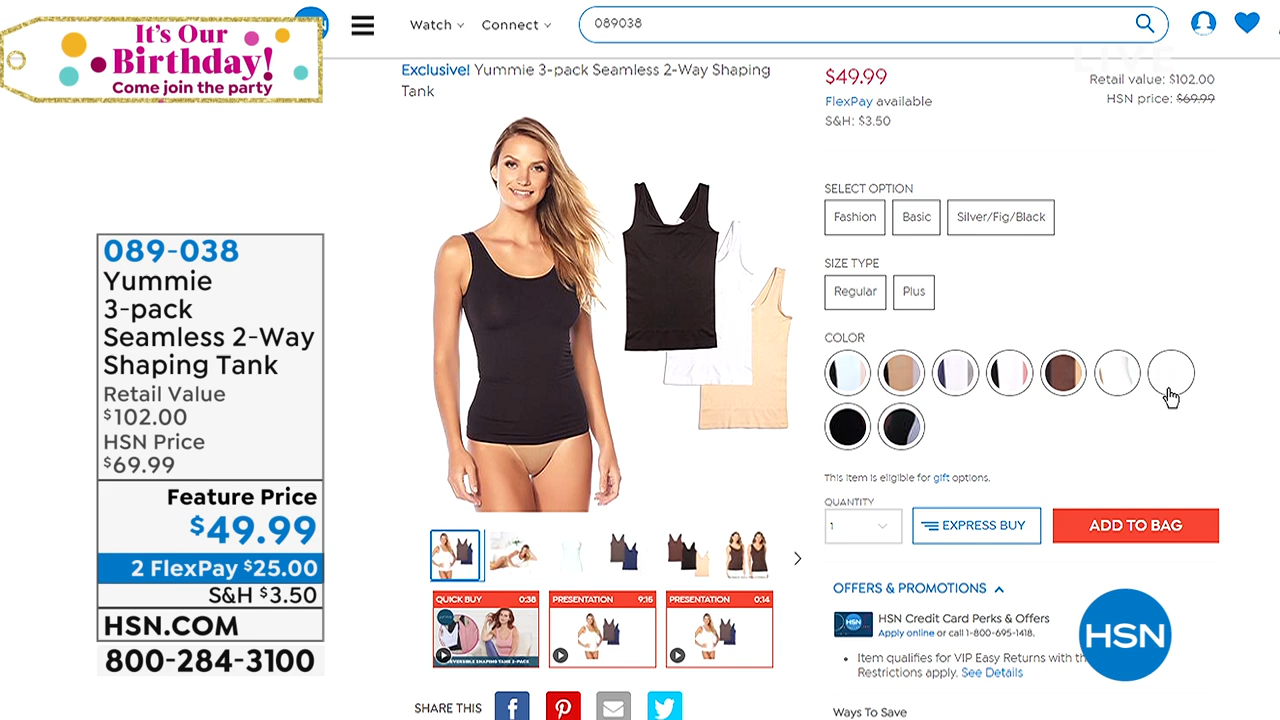 It's Our
Birthday!
Come join the party
Watch
Connect
089038
LIVE
Exclusive! Yummie 3-pack Seamless 2-Way Shaping
Tank
$49.99
FlexPay available
S&H: $3.50
Retail value: $102.00
HSN price: $69.99
SELECT OPTION
Fashion
Basic
Silver/Fig/Black
SIZE TYPE
Regular
Plus
COLOR
This item is eligible for gift options.
QUANTITY
1
EXPRESS BUY
ADD TO BAG
OFFERS & PROMOTIONS
HSN
HSN Credit Card Perks & Offers
Apply online or call 1-800-695-1418.
Item qualifies for VIP Easy Returns with
Restrictions apply. See Details
Ways To Save
HSN
089-038
Yummie
3-pack
Seamless 2-Way
Shaping Tank
Retail Value
$102.00
HSN Price
$69.99
Feature Price
$49.99
2 FlexPay $25.00
S&H $3.50
HSN.COM
800-284-3100
QUICK BUY 0:38
PRESENTATION 9:15
PRESENTATION 0:14
SHARE THIS